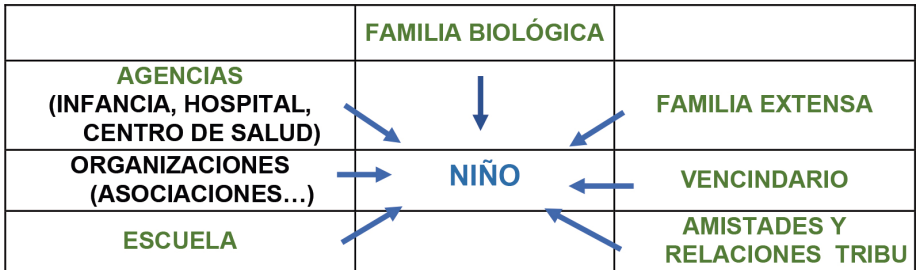 FAMILIA BIOLÓGICA
AGENCIAS
(INFANCIA, HOSPITAL,
CENTRO DE SALUD)
FAMILIA EXTENSA
ORGANIZACIONES
(ASOCIACIONES…)
NIÑO
VENCINDARIO
ESCUELA
AMISTADES Y
RELACIONES TRIBU